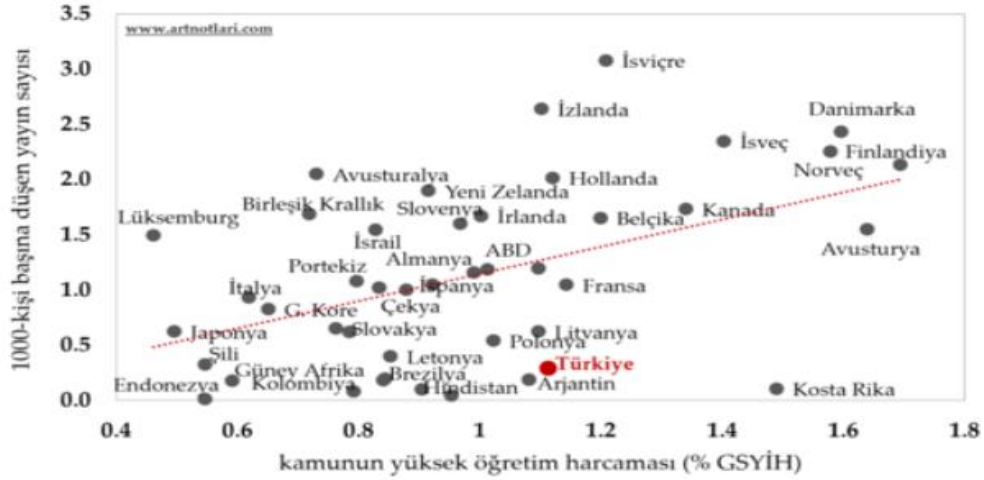 3.5
www.artnotlari.com
3.0
İsviçre
İzlanda
Danimarka
2.5
İsveç
Finlandiya
Norveç
2.0
Avusturalya
Yeni Zelanda
Hollanda
Birleşik Krallık
Slovenya
İrlanda
Belçika
Kanada
Lüksemburg
1.5
İsrail
Avusturya
Almanya
ABD
Portekiz
1.0
İtalya
İspanya
Fransa
G. Kore
Çekya
Japonya
Slovakya
Polonya
Litvanya
0.5
Şili
Letonya
Türkiye
Güney Afrika
Brezilya
Endonezya
Kolombiya
Hindistan
Arjantin
Kosta Rika
0.0
0.4 0.6 0.8 1 1.2 1.4 1.6 1.8
kamunun yüksek öğretim harcaması (% GSYİH)
1000-kişi başına düşen yayın sayısı